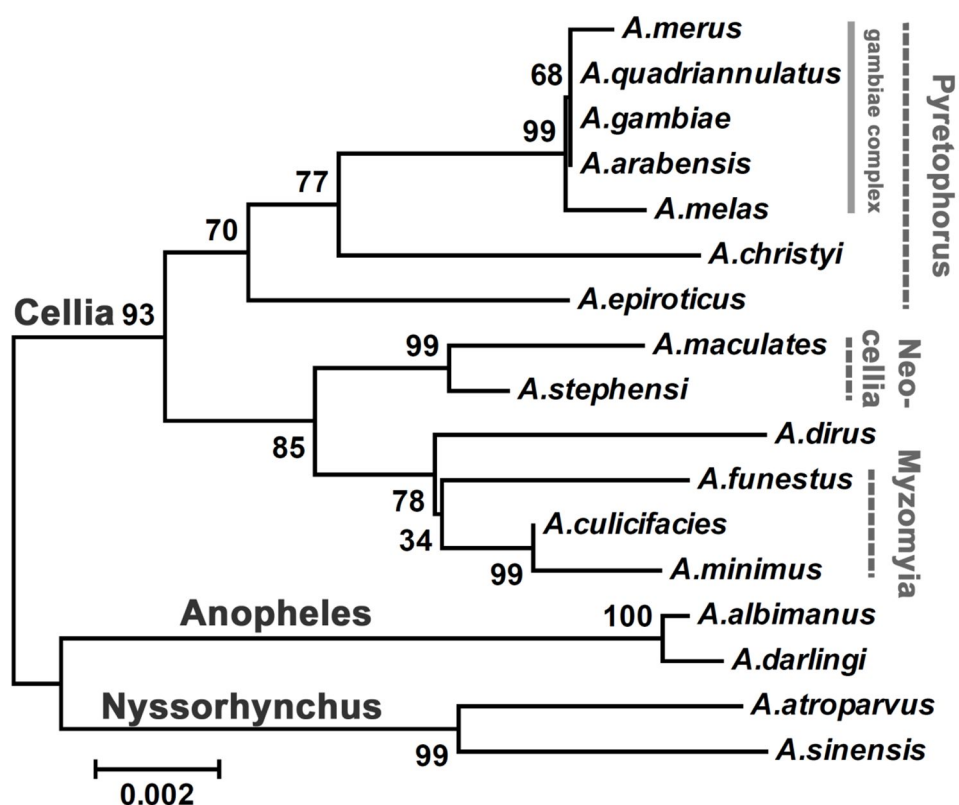 A.merus
68
A.quadriannulatus
A.gambiae
99
A.arabensis
77
A.melas
70
A.christyi
A.epiroticus
Cellia 93
99
A.maculates
A.stephensi
85
A.dirus
78
A.funestus
34
A.culicifacies
99
A.minimus
Anopheles
100
A.albimanus
A.darlingi
Nyssorhynchus
A.atroparvus
99
A.sinensis
0.002
gambiae complex
Pyretophorus
Neo-
cellia
Myzomyia